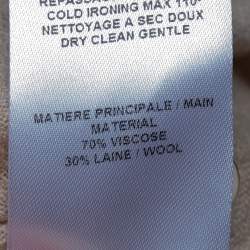 COLD IRONING MAX 110°
NETTOYAGE A SEC DOUX
DRY CLEAN GENTLE
MATIERE PRINCIPALE / MAIN
MATERIAL
70% VISCOSE
30% LAINE / WOOL